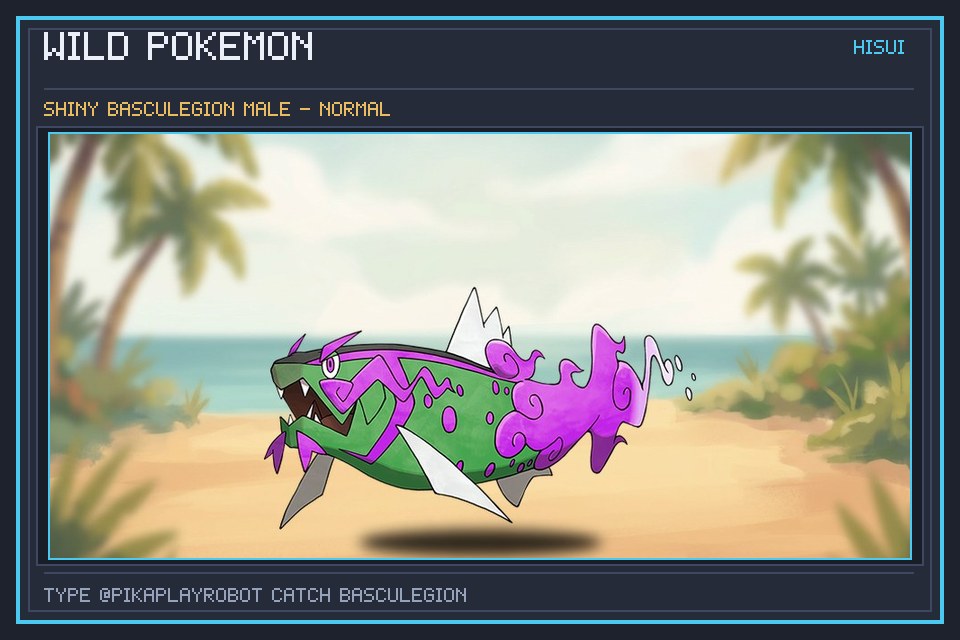 WILD POKEMON
HISUI
SHINY BASCULEGION MALE - NORMAL
TYPE @PIKAPLAYROBOT CATCH BASCULEGION